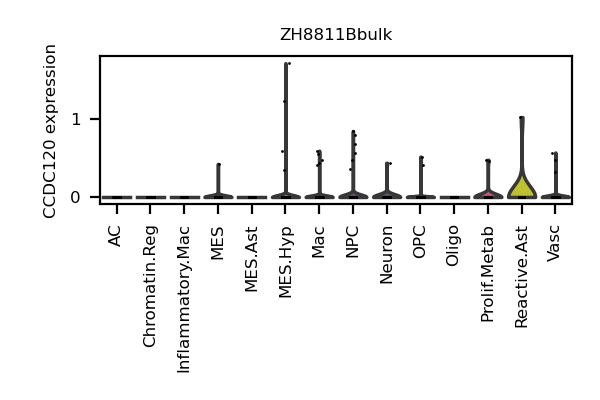 ZH8811Bbulk
CCDC120 expression
1
0
AC
Chromatin.Reg
Inflammatory.Mac
MES
MES.Ast
MES.Hyp
Mac
NPC
Neuron
OPC
Oligo
Prolif.Metab
Reactive.Ast
Vasc